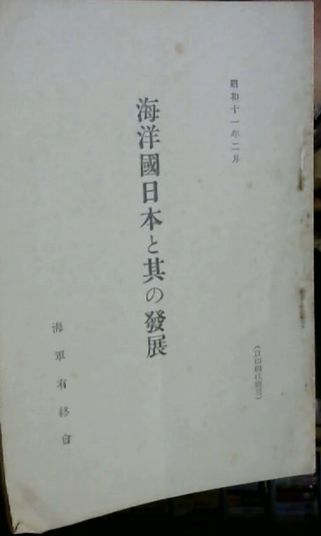 昭和十一年二月
海洋國日本と其の發展
海軍有終會